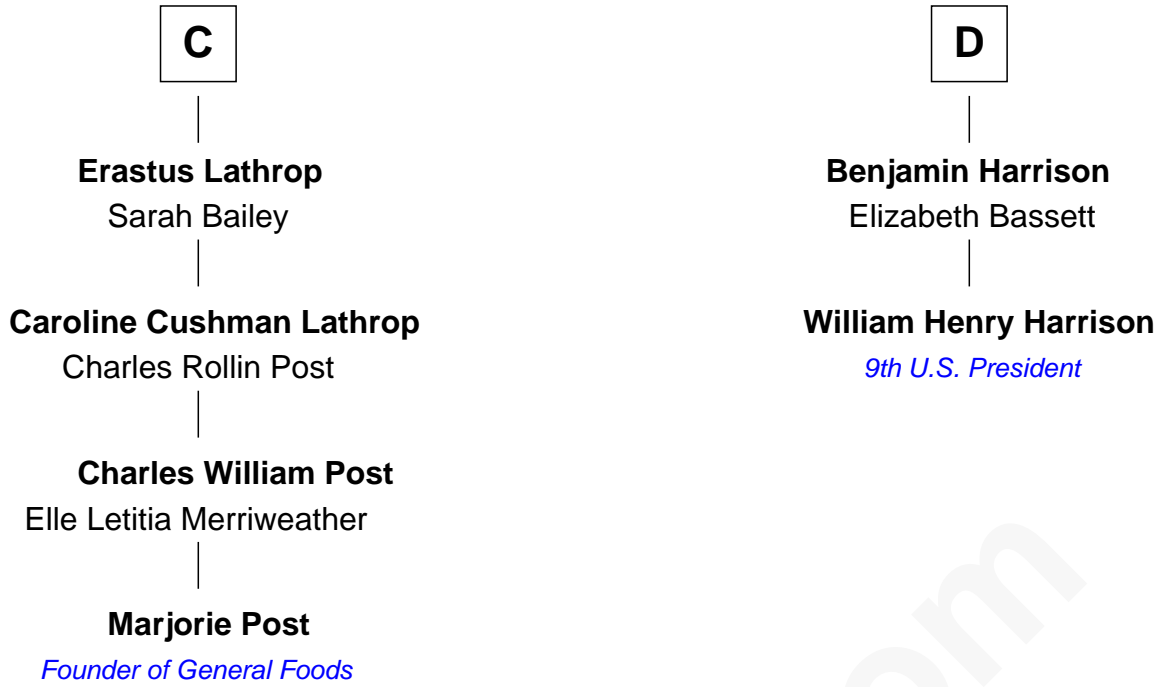 C
Erastus Lathrop
Sarah Bailey
Caroline Cushman Lathrop
Charles Rollin Post
Charles William Post
Elle Letitia Merriweather
Marjorie Post
Founder of General Foods
D
Benjamin Harrison
Elizabeth Bassett
William Henry Harrison
9th U.S. President
om